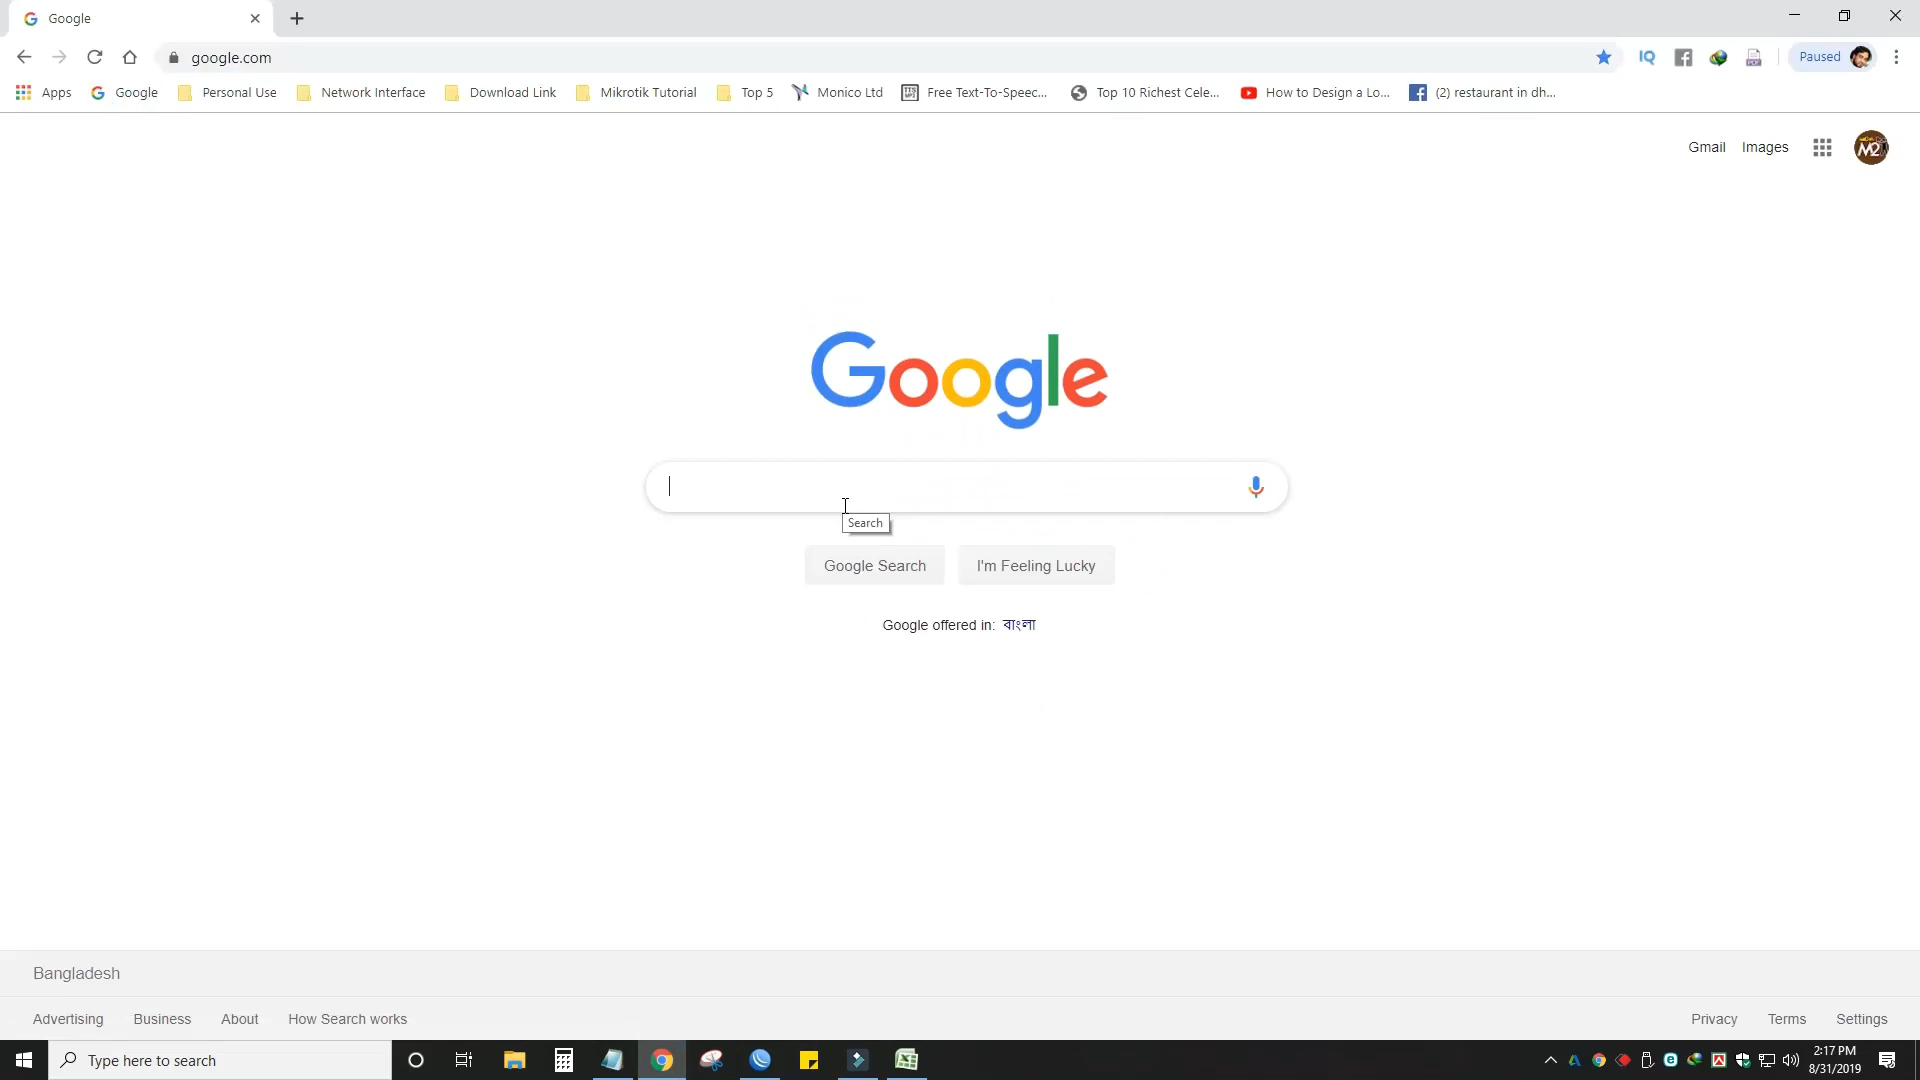 Google
google.com
Paused
Apps Google Personal Use Network Interface Download Link Mikrotik Tutorial Top 5 Monico Ltd Free Text-To-Speec... Top 10 Richest Cele... How to Design a Lo... (2) restaurant in dh...
Gmail Images
Google
Search
Google Search I'm Feeling Lucky
Google offered in: বাংলা
Bangladesh
Advertising Business About How Search works Privacy Terms Settings
Type here to search
2:17 PM
8/31/2019